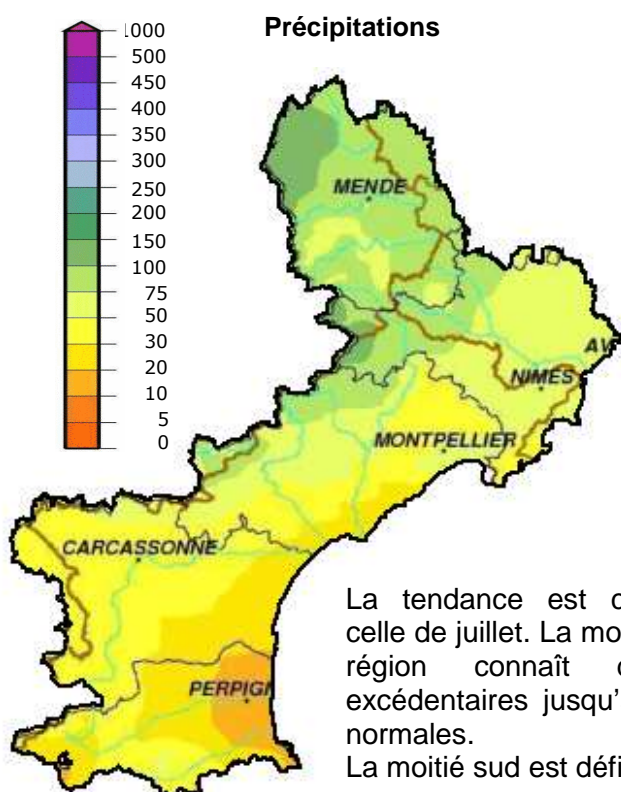 Précipitations
1000
500
450
400
350
300
250
200
150
100
75
50
30
20
10
5
0
MENDE
AV
NIMES
MONTPELLIER
CARCASSONNE
PERPIGI
La tendance est
celle de juillet. La
région connaît
excédentaires jusqu'
normales.
La moitié sud est